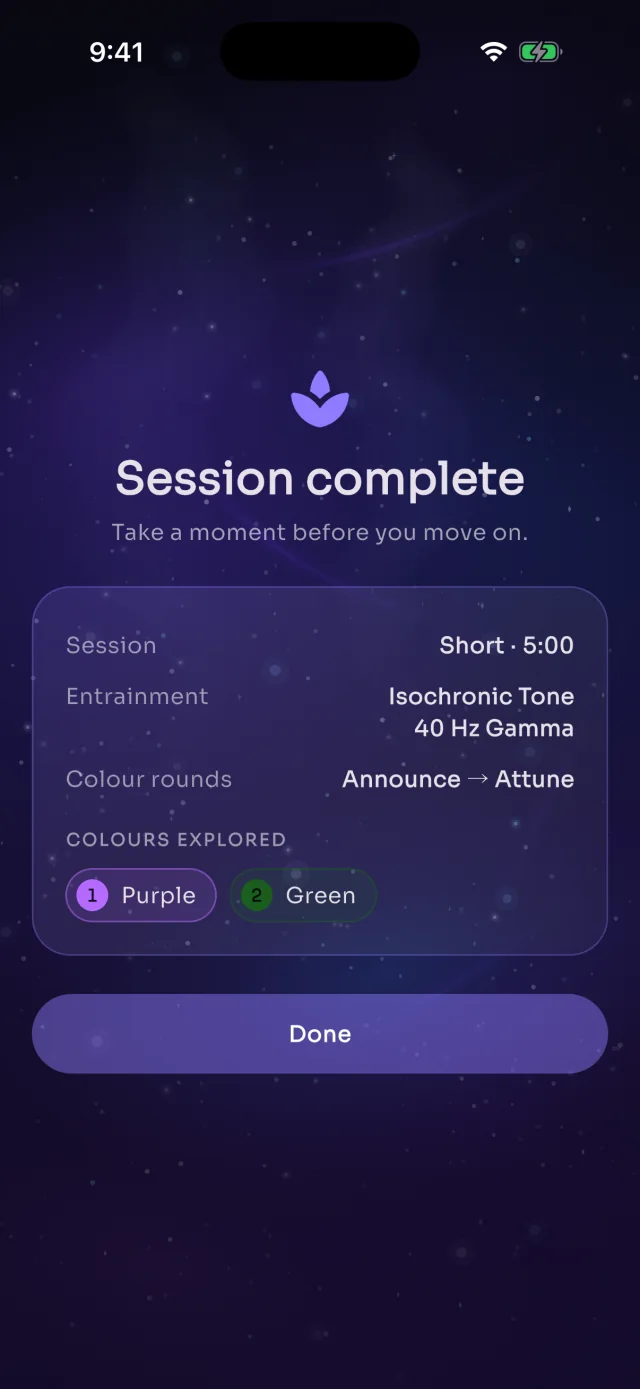 9:41
Session complete
Take a moment before you move on.
Session Short · 5:00
Entrainment Isochronic Tone
40 Hz Gamma
Colour rounds Announce → Attune
COLOURS EXPLORED
1 Purple 2 Green
Done